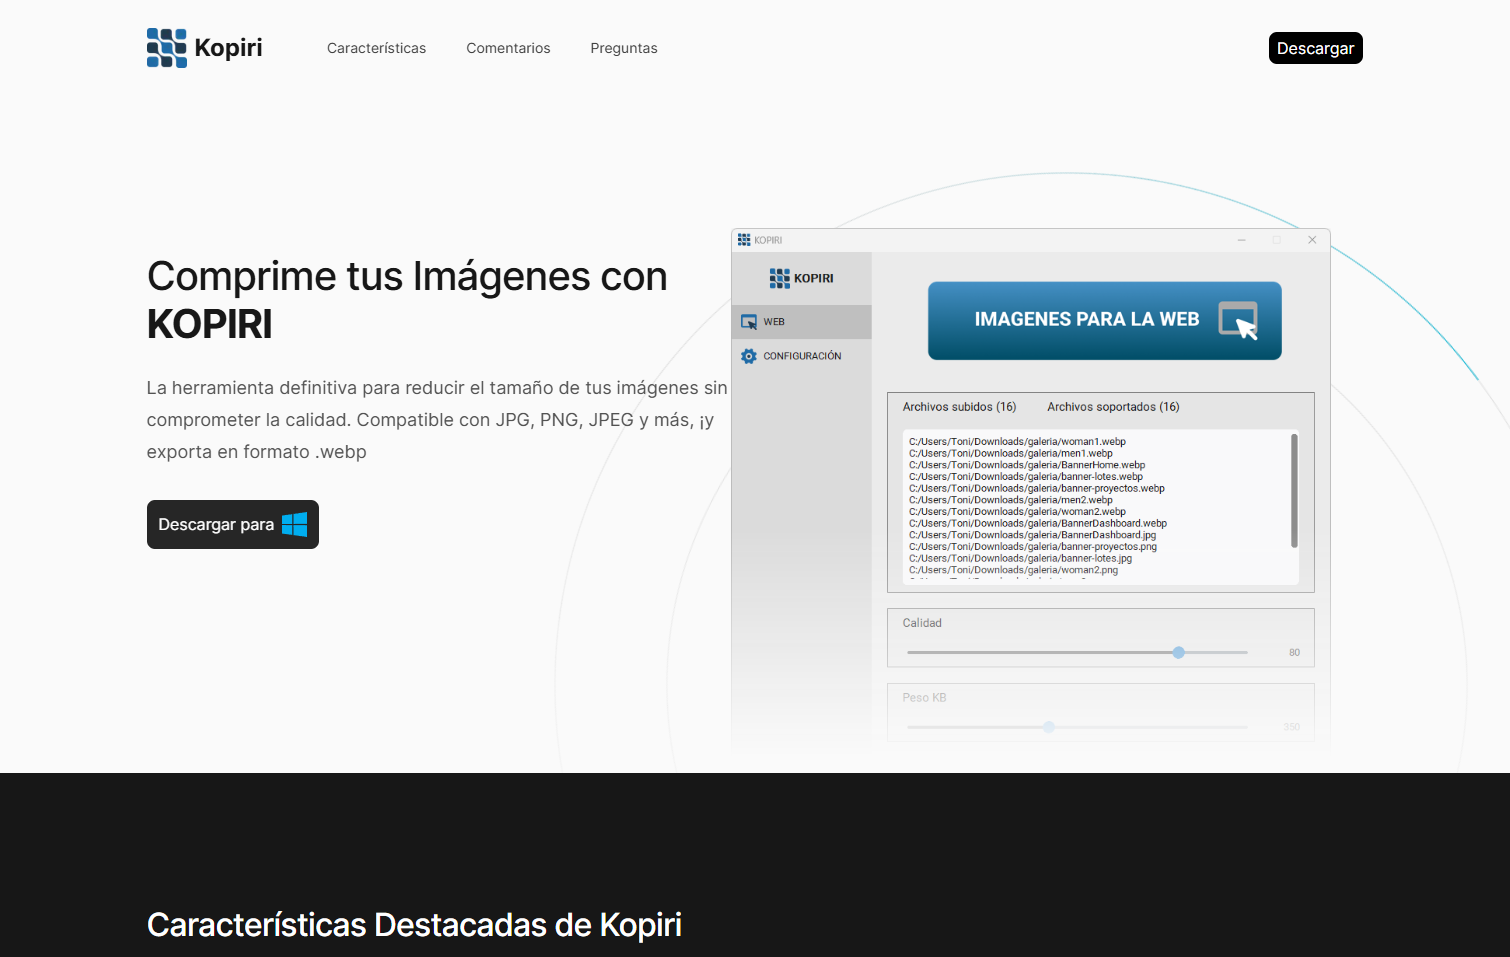 Kopiri
Características
Comentarios
Preguntas
Descargar
Comprime tus Imágenes con
KOPIRI
La herramienta definitiva para reducir el tamaño de tus imágenes sin
comprometer la calidad. Compatible con JPG, PNG, JPEG y más, ¡y
exporta en formato .webp
Descargar para
KOPIRI
KOPIRI
WEB
CONFIGURACIÓN
IMAGENES PARA LA WEB
Archivos subidos (16)
Archivos soportados (16)
C:/Users/Toni/Downloads/galeria/woman1.webp
C:/Users/Toni/Downloads/galeria/men1.webp
C:/Users/Toni/Downloads/galeria/BannerHome.webp
C:/Users/Toni/Downloads/galeria/banner-lotes.webp
C:/Users/Toni/Downloads/galeria/banner-proyectos.webp
C:/Users/Toni/Downloads/galeria/men2.webp
C:/Users/Toni/Downloads/galeria/woman2.webp
C:/Users/Toni/Downloads/galeria/BannerDashboard.webp
C:/Users/Toni/Downloads/galeria/BannerDashboard.jpg
C:/Users/Toni/Downloads/galeria/banner-proyectos.png
C:/Users/Toni/Downloads/galeria/banner-lotes.jpg
C:/Users/Toni/Downloads/galeria/woman2.png
Calidad
80
Peso KB
350
Características Destacadas de Kopiri